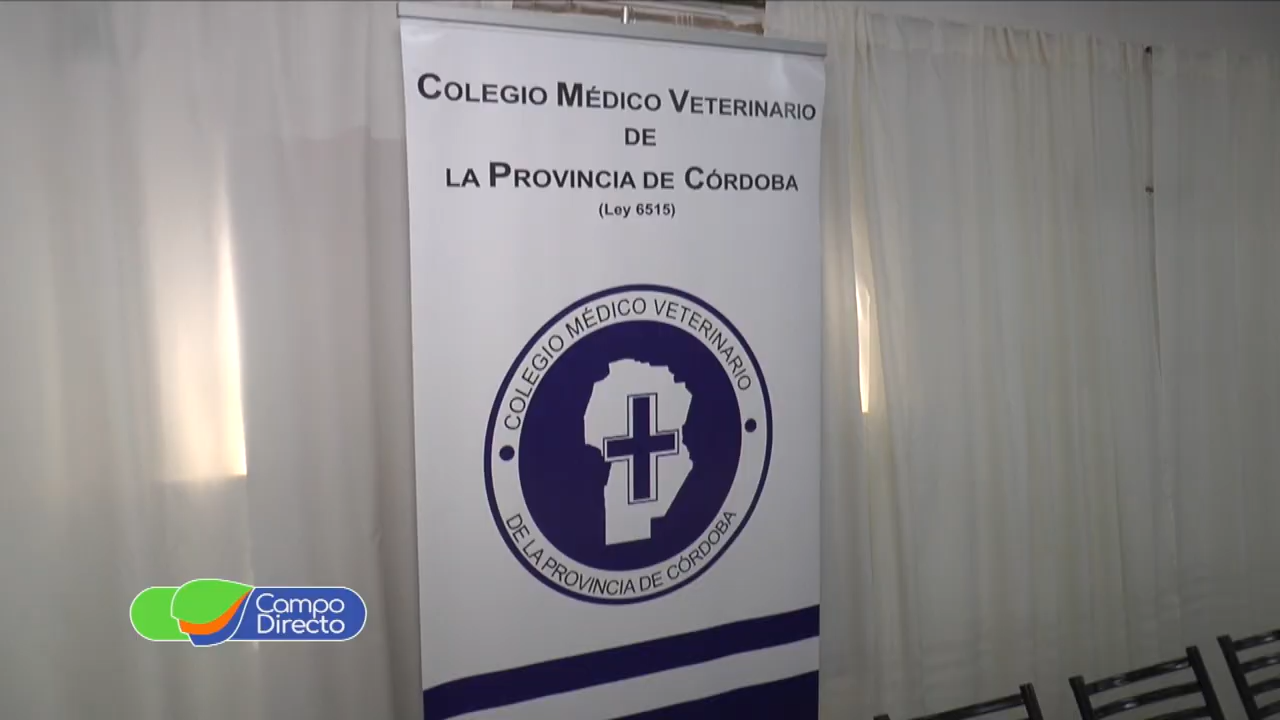 COLEGIO MÉDICO VETERINARIO
DE
LA PROVINCIA DE CÓRDOBA
(Ley 6515)
COLEGIO MÉDICO VETERINARIO
DE LA PROVINCIA DE CÓRDOBA
Campo
Directo